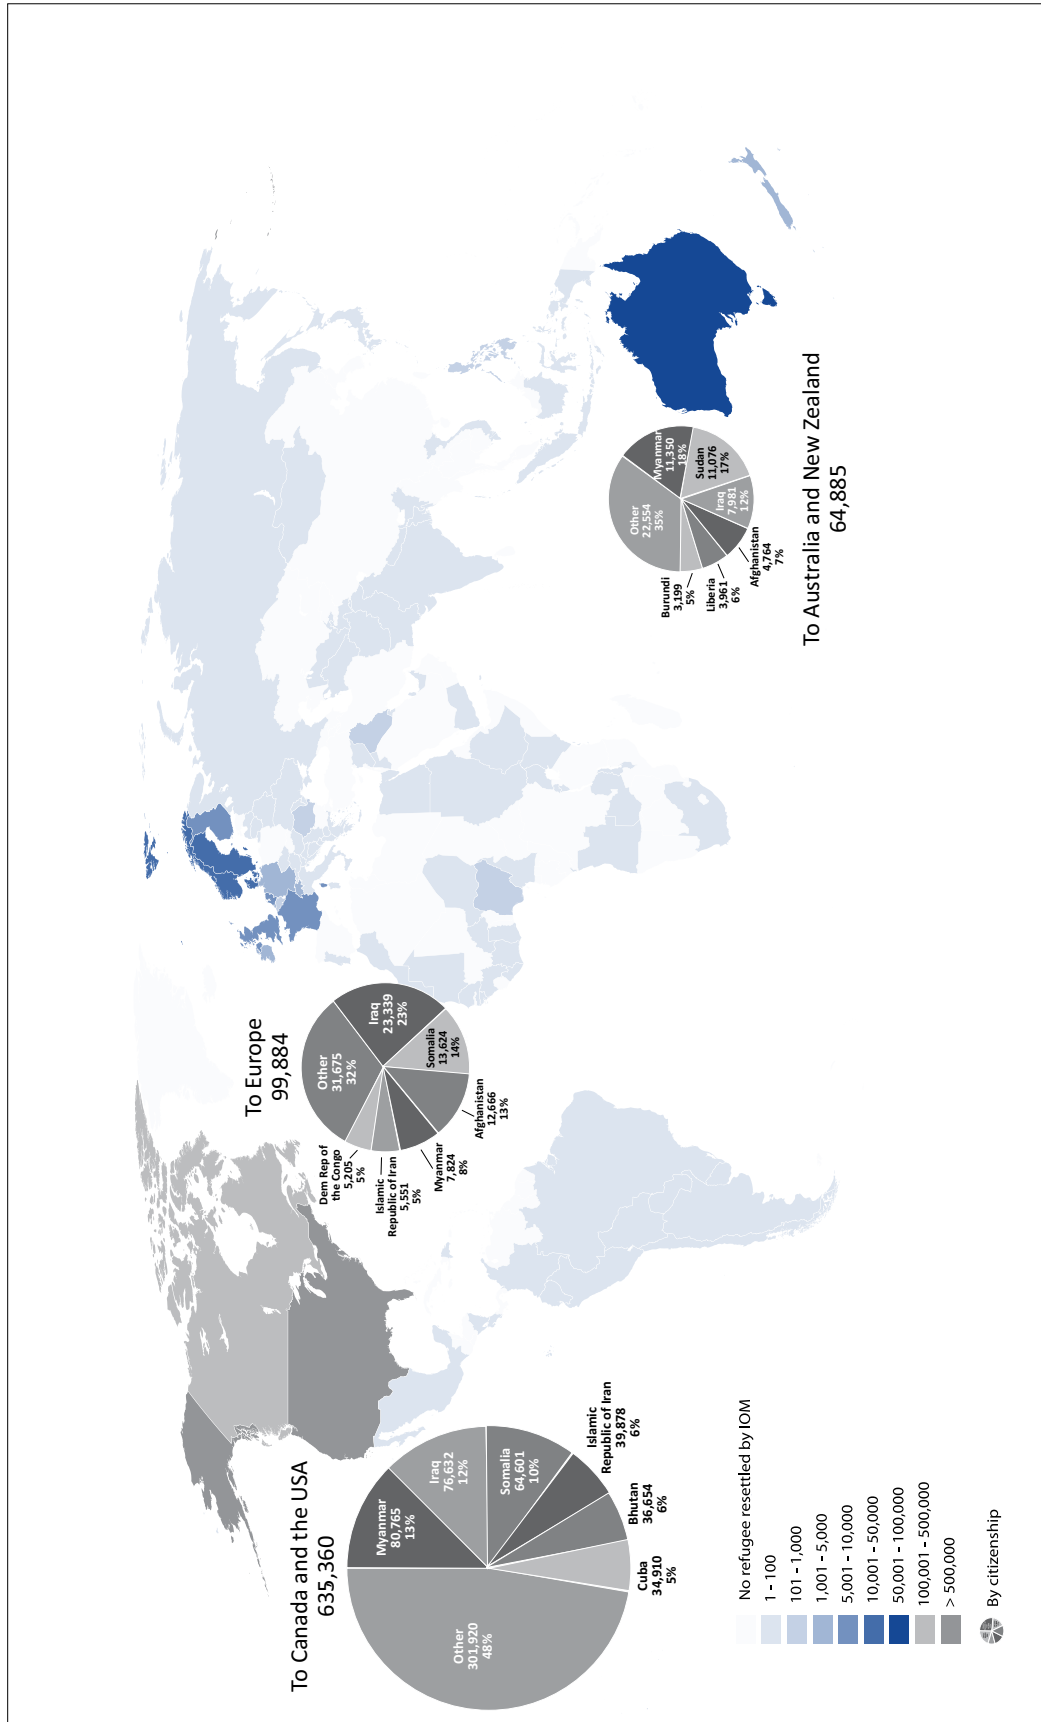 To Canada and the USA
635,360
Myanmar
80,765
13%
Iraq
76,632
12%
Somalia
64,601
10%
Islamic
Republic of Iran
39,878
6%
Bhutan
36,654
6%
Cuba
34,910
5%
Other
301,920
48%
To Europe
99,884
Other
31,675
32%
Iraq
23,339
23%
Somalia
13,624
14%
Afghanistan
12,666
13%
Myanmar
7,824
8%
Islamic
Republic of Iran
5,551
5%
Dem Rep of
the Congo
5,205
5%
Other
22,554
35%
Myanmar
11,350
18%
Sudan
11,076
17%
Iraq
7,981
12%
Afghanistan
4,764
7%
Liberia
3,961
6%
Burundi
3,199
5%
To Australia and New Zealand
64,885
No refugee resettled by IOM
1 - 100
101 - 1,000
1,001 - 5,000
5,001 - 10,000
10,001 - 50,000
50,001 - 100,000
100,001 - 500,000
> 500,000
By citizenship